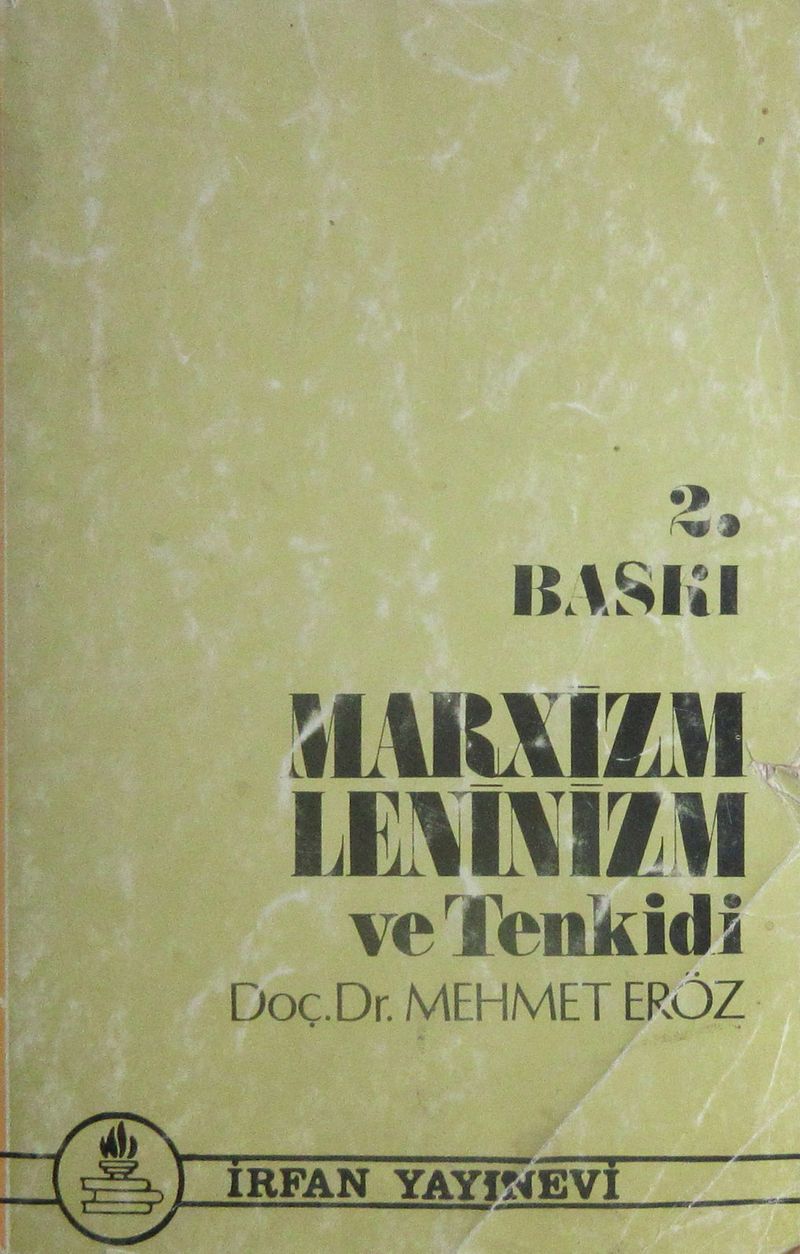 2.
BASKI
MARXİZM
LENİNİZM
ve Tenkidi
Doç.Dr. MEHMET ERÖZ
İRFAN YAYINEVİ